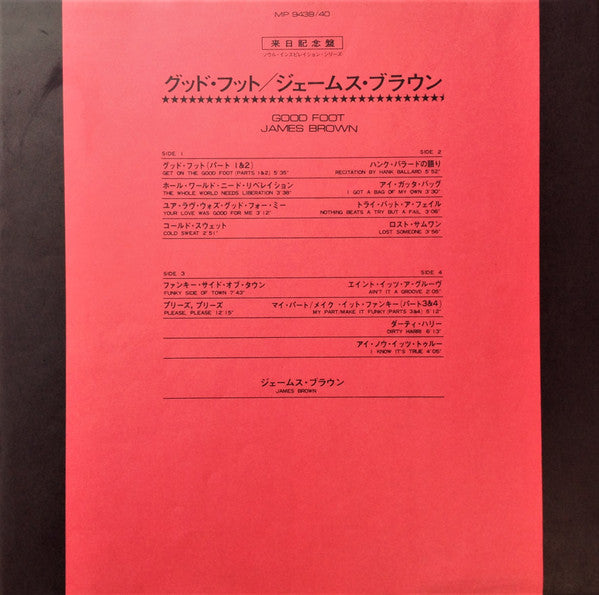 MP 9439/40
来日記念盤
ソウル・インスピレイション・シリーズ
グッド・フット/ジェームス・ブラウン
GOOD FOOT
JAMES BROWN
SIDE 1
グッド・フット(パート 1&2)
GET ON THE GOOD FOOT (PARTS 1&2) 5'35"
ホール・ワールド・ニード・リベレイション
THE WHOLE WORLD NEEDS LIBERATION 3'38"
ユア・ラヴ・ウォズ・グッド・フォー・ミー
YOUR LOVE WAS GOOD FOR ME 3'12"
コールド・スウェット
COLD SWEAT 2'51"
SIDE 2
ハンク・バラードの語り
RECITATION BY HANK BALLARD 5'52"
アイ・ガッタ・バッグ
I GOT A BAG OF MY OWN 3'30"
トライ・バット・ア・フェイル
NOTHING BEATS A TRY BUT A FAIL 3'08"
ロスト・サムワン
LOST SOMEONE 3'56"
SIDE 3
ファンキー・サイド・オブ・タウン
FUNKY SIDE OF TOWN 7'43"
プリーズ, プリーズ
PLEASE, PLEASE 12'15"
SIDE 4
エイント・イッツ・ア・グルーヴ
AIN'T IT A GROOVE 2'05"
マイ・パート/メイク イット・ファンキー(パート3&4)
MY PART/MAKE IT FUNKY (PARTS 3&4) 5'12"
ダーティ・ハリー
DIRTY HARRI 6'13"
アイ・ノウ・イッツ・トゥルー
I KNOW IT'S TRUE 4'05"
ジェームス・ブラウン
JAMES BROWN